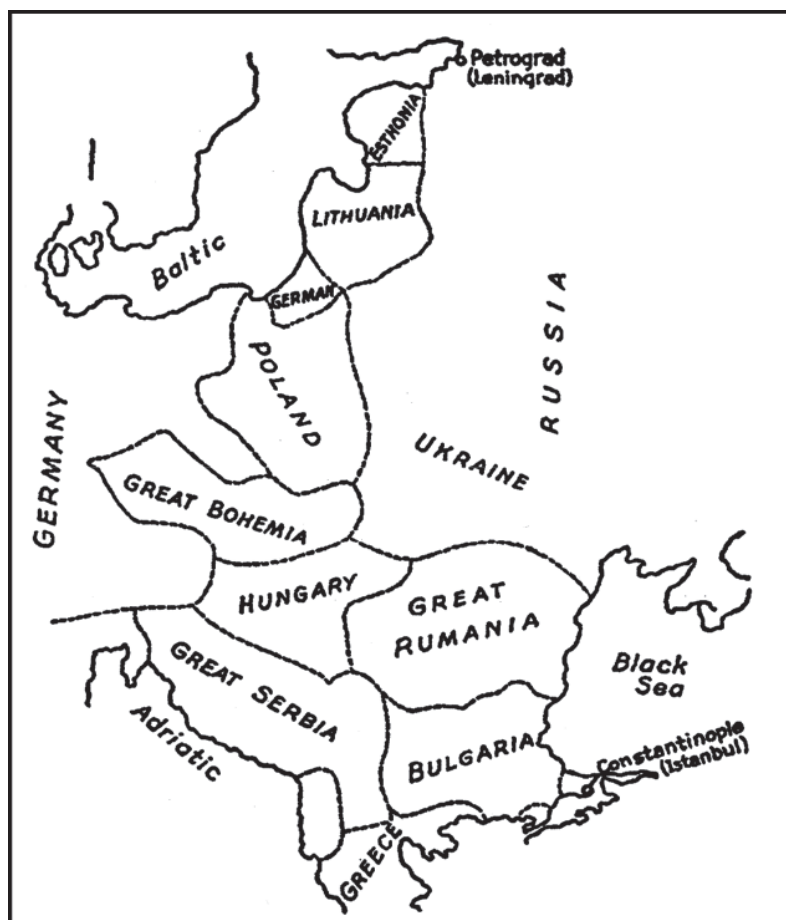 Petrograd
(Leningrad)
ESTHONIA
LITHUANIA
Baltic
GERMAN
POLAND
RUSSIA
UKRAINE
GERMANY
GREAT BOHEMIA
HUNGARY
GREAT
RUMANIA
GREAT SERBIA
Black
Sea
Adriatic
BULGARIA
Constantinople
(Istanbul)
GREECE